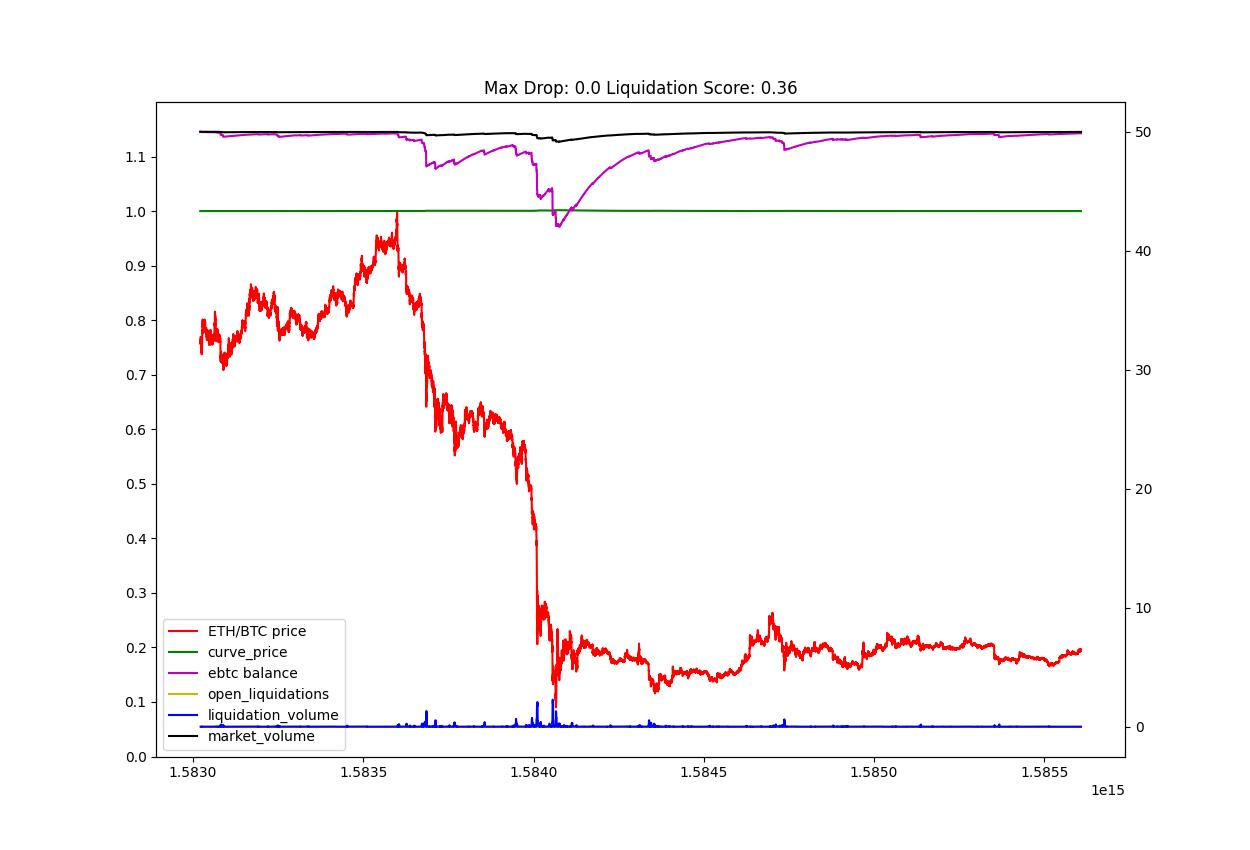 Max Drop: 0.0 Liquidation Score: 0.36
1.1
1.0
0.9
0.8
0.7
0.6
0.5
0.4
0.3
0.2
0.1
0.0
50
40
30
20
10
0
ETH/BTC price
curve_price
ebtc balance
open_liquidations
liquidation_volume
market_volume
1.5830 1.5835 1.5840 1.5845 1.5850 1.5855
1e15